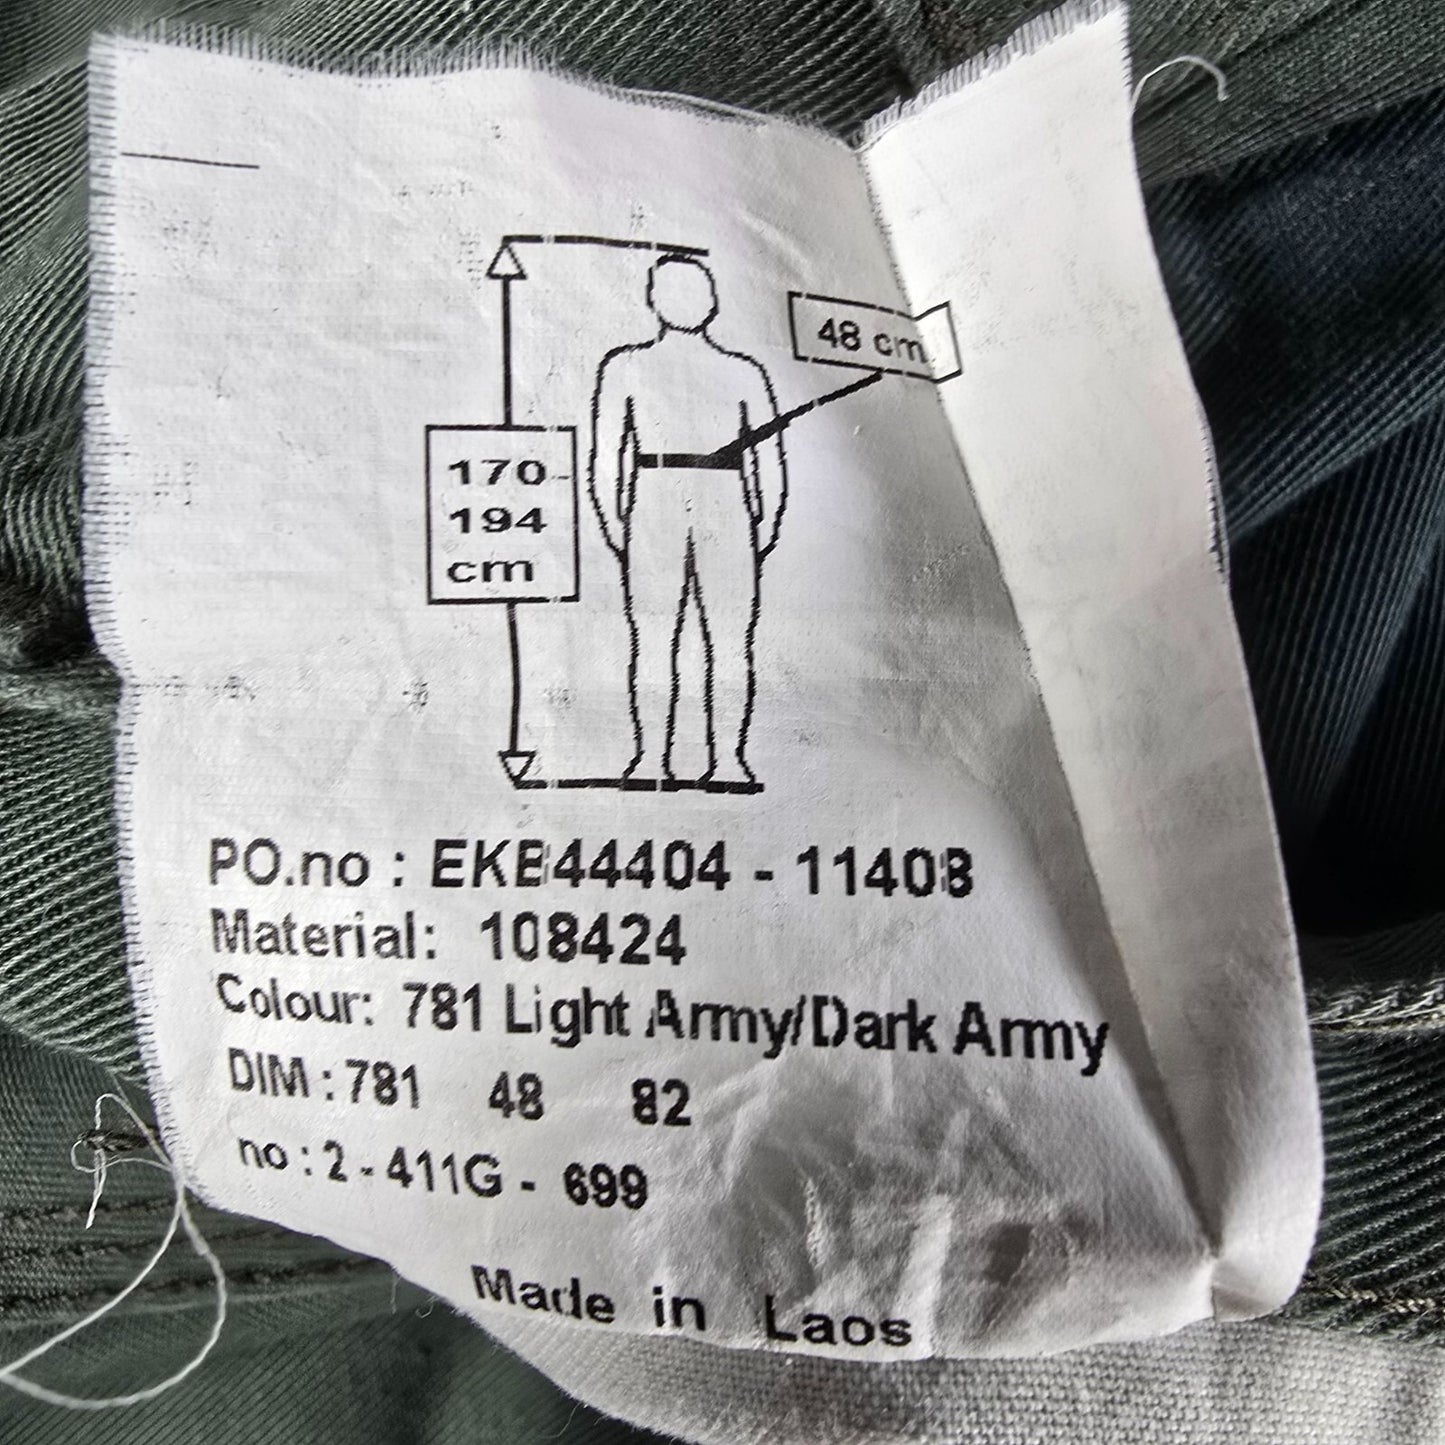 48 cm
170-
194
cm
PO.no : EKB44404 - 11408
Material: 108424
Colour: 781 Light Army/Dark Army
DIM : 781 48 82
no : 2 - 411G - 699
Made in Laos